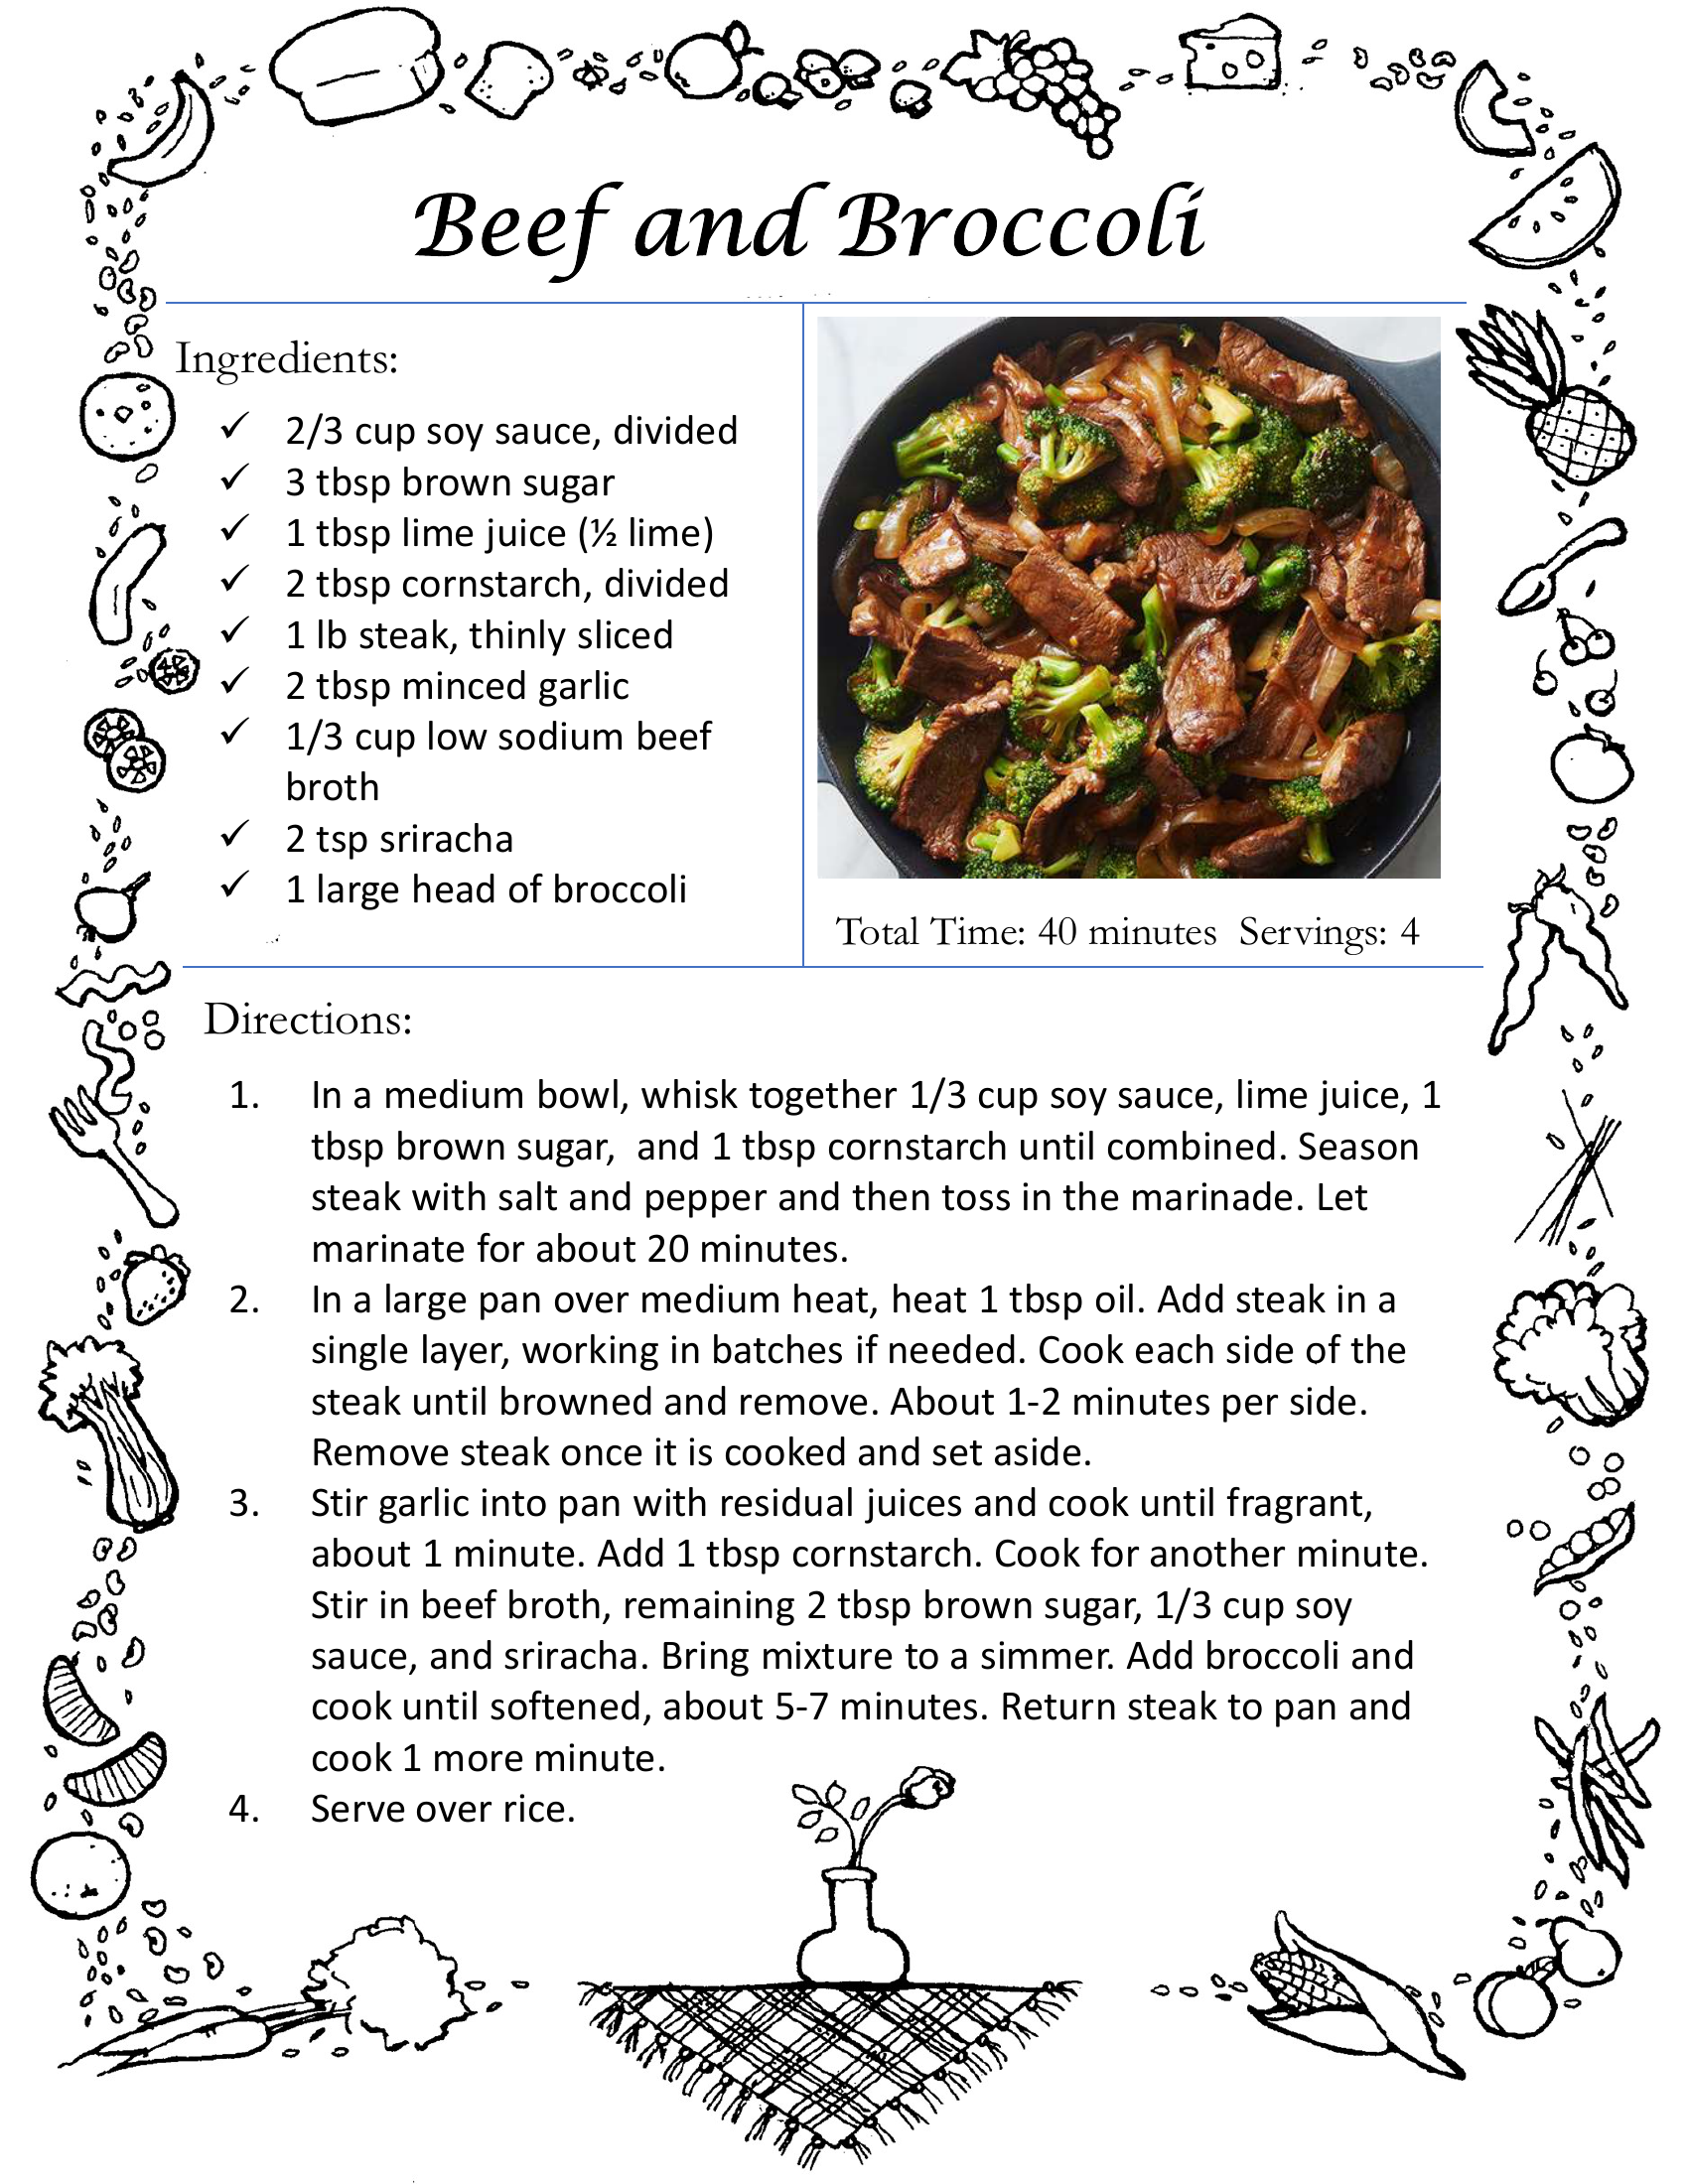 Beef and Broccoli
Ingredients:
✓ 2/3 cup soy sauce, divided
✓ 3 tbsp brown sugar
✓ 1 tbsp lime juice (½ lime)
✓ 2 tbsp cornstarch, divided
✓ 1 lb steak, thinly sliced
✓ 2 tbsp minced garlic
✓ 1/3 cup low sodium beef
broth
✓ 2 tsp sriracha
✓ 1 large head of broccoli
Total Time: 40 minutes  Servings: 4
Directions:
1. In a medium bowl, whisk together 1/3 cup soy sauce, lime juice, 1
tbsp brown sugar,  and 1 tbsp cornstarch until combined. Season
steak with salt and pepper and then toss in the marinade. Let
marinate for about 20 minutes.
2. In a large pan over medium heat, heat 1 tbsp oil. Add steak in a
single layer, working in batches if needed. Cook each side of the
steak until browned and remove. About 1-2 minutes per side.
Remove steak once it is cooked and set aside.
3. Stir garlic into pan with residual juices and cook until fragrant,
about 1 minute. Add 1 tbsp cornstarch. Cook for another minute.
Stir in beef broth, remaining 2 tbsp brown sugar, 1/3 cup soy
sauce, and sriracha. Bring mixture to a simmer. Add broccoli and
cook until softened, about 5-7 minutes. Return steak to pan and
cook 1 more minute.
4. Serve over rice.